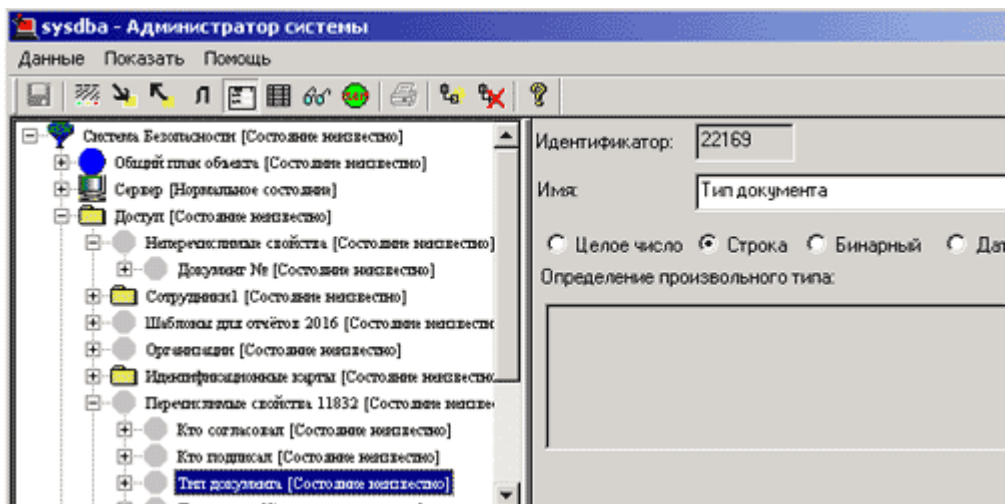 sysdba - Администратор системы
Данные Показать Помощь
Система Безопасности [Состояние неизвестно]
Общий план объекта [Состояние неизвестно]
Сервер [Нормальное состояние]
Доступ [Состояние неизвестно]
Неперечислимые свойства [Состояние неизвестно]
Документ № [Состояние неизвестно]
Сотрудники1 [Состояние неизвестно]
Шаблоны для отчётов 2016 [Состояние неизвестн
Организации [Состояние неизвестно]
Идентификационные карты [Состояние неизвестно
Перечислимые свойства 11832 [Состояние неизве
Кто согласовал [Состояние неизвестно]
Кто подписал [Состояние неизвестно]
Тип документа [Состояние неизвестно]
Идентификатор: 22169
Имя: Тип документа
Целое число Строка Бинарный Дат
Определение произвольного типа: